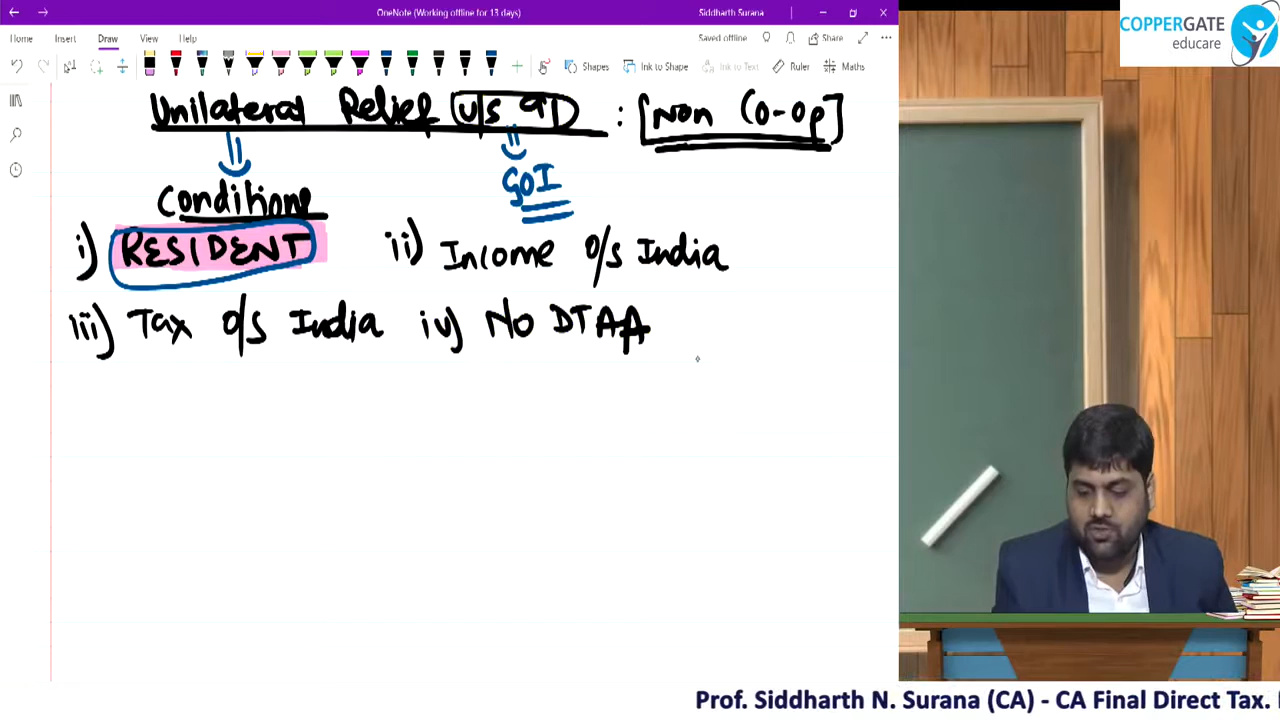 OneNote (Working offline for 13 days)
Siddharth Surana
COPPERGATE
educare
Home Insert Draw View Help
Saved offline
Share
Shapes
Ink to Shape
Ink to Text
Ruler
Maths
Unilateral Relief u/s 91 : [Non Co-op]
GOI
Conditions
i) RESIDENT ii) Income o/s India
iii) Tax o/s India iv) No DTAA
Prof. Siddharth N. Surana (CA) - CA Final Direct Tax.